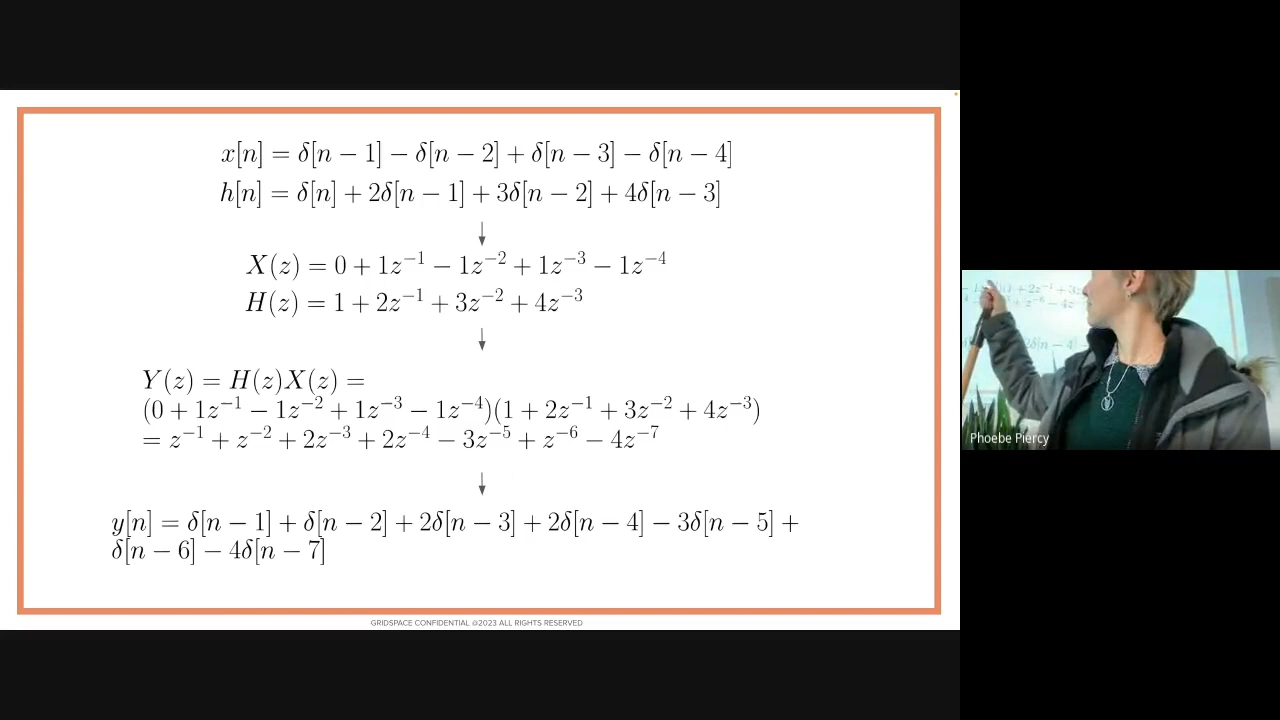 x[n] = δ[n − 1] − δ[n − 2] + δ[n − 3] − δ[n − 4]
h[n] = δ[n] + 2δ[n − 1] + 3δ[n − 2] + 4δ[n − 3]
X(z) = 0 + 1z⁻¹ − 1z⁻² + 1z⁻³ − 1z⁻⁴
H(z) = 1 + 2z⁻¹ + 3z⁻² + 4z⁻³
Y(z) = H(z)X(z) =
(0 + 1z⁻¹ − 1z⁻² + 1z⁻³ − 1z⁻⁴)(1 + 2z⁻¹ + 3z⁻² + 4z⁻³)
= z⁻¹ + z⁻² + 2z⁻³ + 2z⁻⁴ − 3z⁻⁵ + z⁻⁶ − 4z⁻⁷
y[n] = δ[n − 1] + δ[n − 2] + 2δ[n − 3] + 2δ[n − 4] − 3δ[n − 5] +
δ[n − 6] − 4δ[n − 7]
GRIDSPACE CONFIDENTIAL @2023 ALL RIGHTS RESERVED
Phoebe Piercy